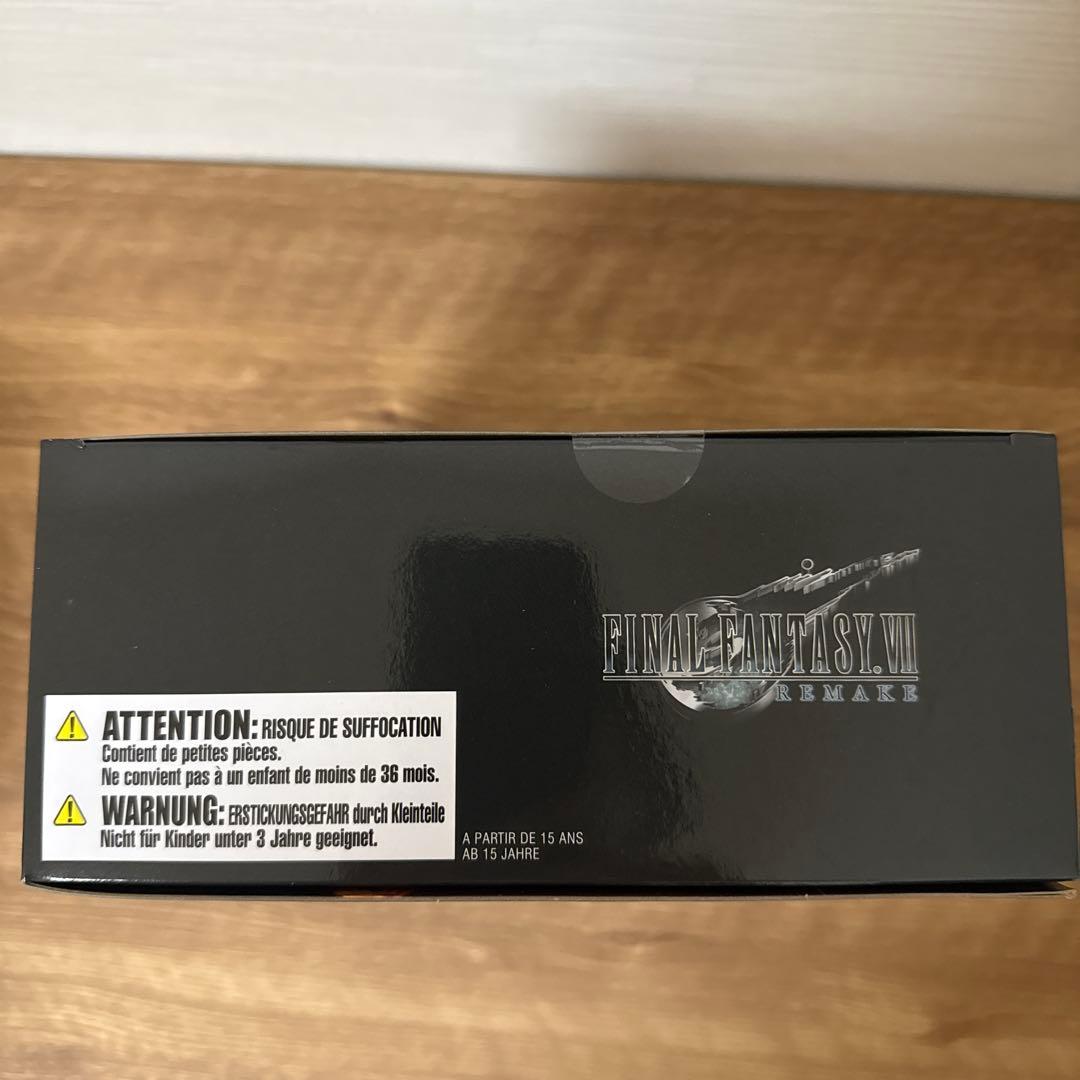 FINAL FANTASY. VII
REMAKE
ATTENTION: RISQUE DE SUFFOCATION
Contient de petites pièces.
Ne convient pas à un enfant de moins de 36 mois.
WARNUNG: ERSTICKUNGSGEFAHR durch Kleinteile
Nicht für Kinder unter 3 Jahre geeignet.
A PARTIR DE 15 ANS
AB 15 JAHRE